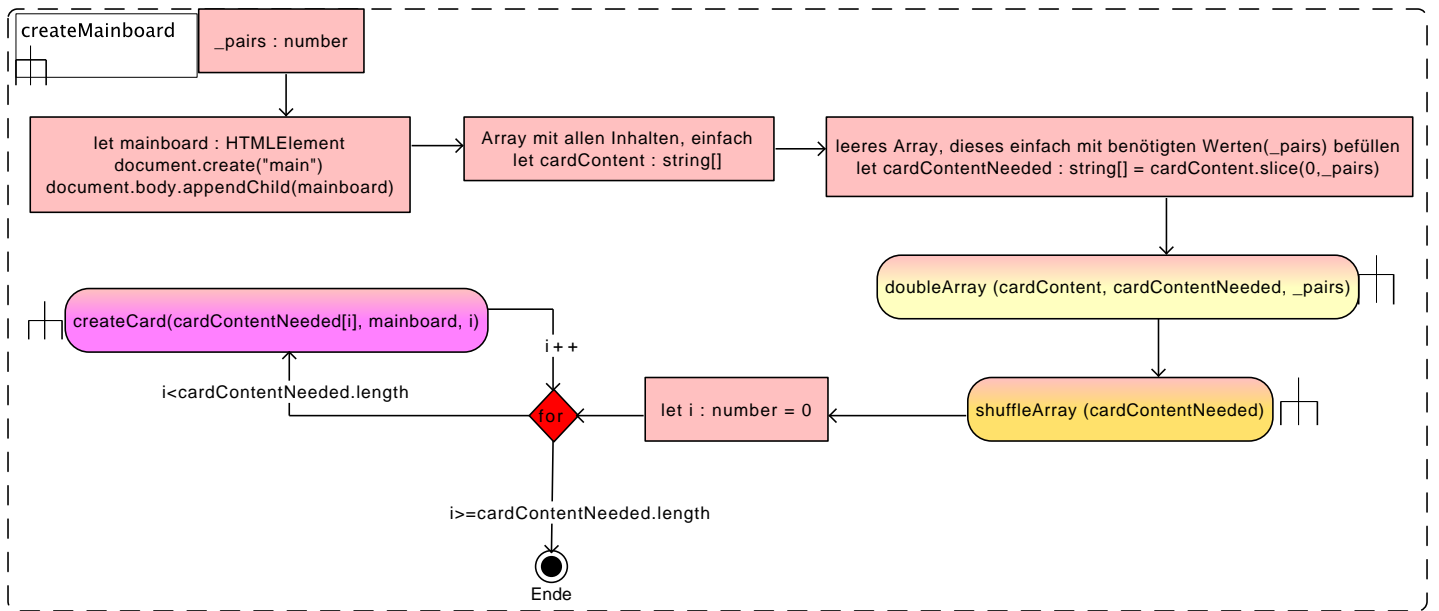 createMainboard
_pairs : number
let mainboard : HTMLElement
document.create("main")
document.body.appendChild(mainboard)
Array mit allen Inhalten, einfach
let cardContent : string[]
leeres Array, dieses einfach mit benötigten Werten(_pairs) befüllen
let cardContentNeeded : string[] = cardContent.slice(0,_pairs)
doubleArray (cardContent, cardContentNeeded, _pairs)
shuffleArray (cardContentNeeded)
let i : number = 0
for
i<cardContentNeeded.length
createCard(cardContentNeeded[i], mainboard, i)
i++
i>=cardContentNeeded.length
Ende